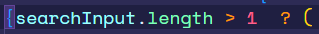 {searchInput.length > 1 ? (